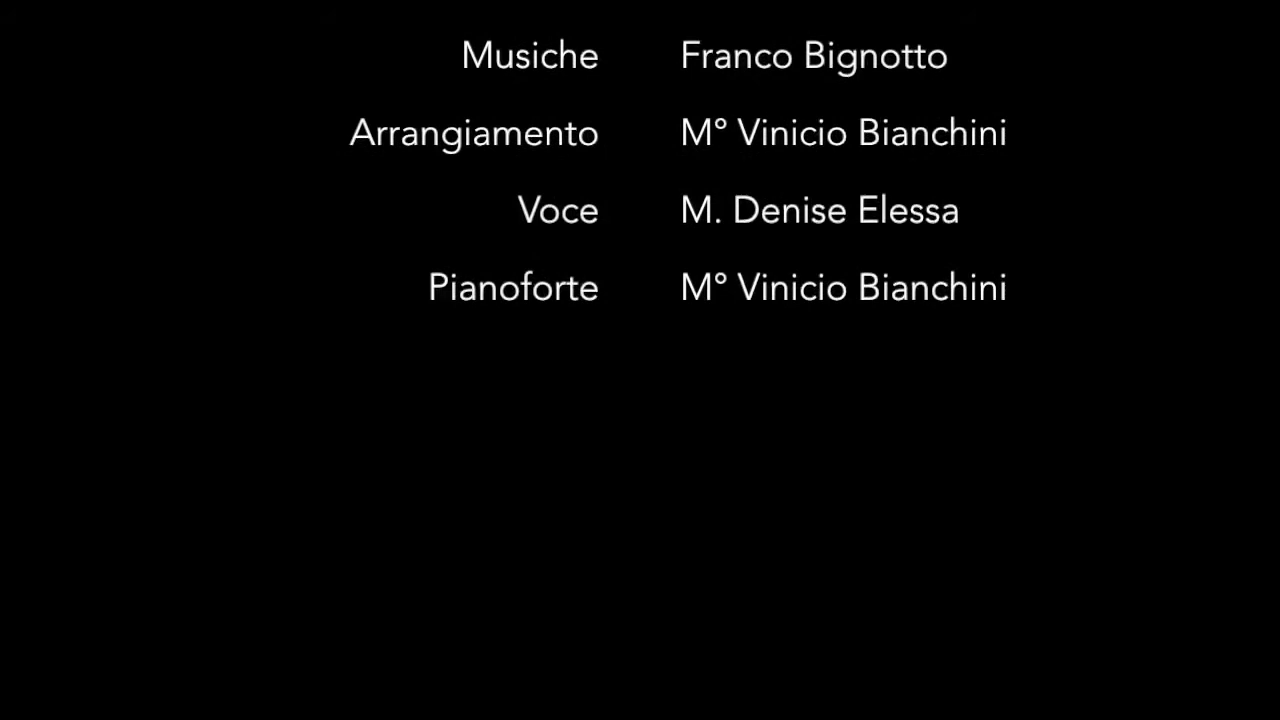 Musiche Franco Bignotto
Arrangiamento M° Vinicio Bianchini
Voce M. Denise Elessa
Pianoforte M° Vinicio Bianchini